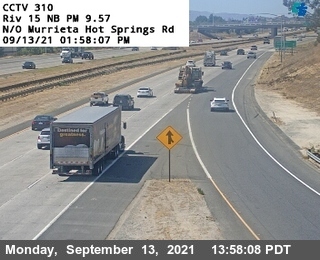 CCTV 310
Riv 15 NB PM 9.57
N/O Murrieta Hot Springs Rd
09/13/21 01:58:07 PM
Destined for
greatness.
Monday, September 13, 2021 13:58:08 PDT